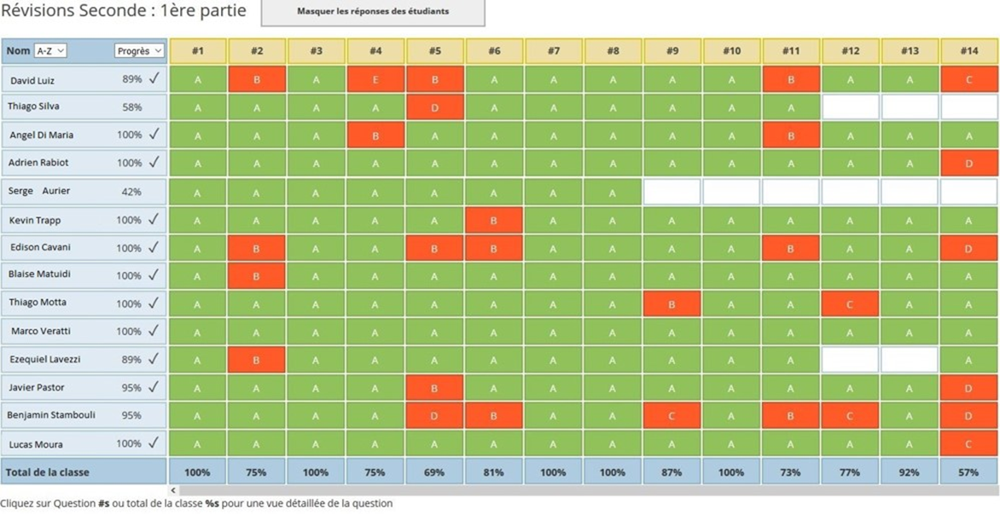 Révisions Seconde : 1ère partie
Masquer les réponses des étudiants
Nom A-Z Progrès #1 #2 #3 #4 #5 #6 #7 #8 #9 #10 #11 #12 #13 #14
David Luiz 89% ✓ A B A E B A A A A A B A A C
Thiago Silva 58% A A A A D A A A A A A
Angel Di Maria 100% ✓ A A A B A A A A A A B A A A
Adrien Rabiot 100% ✓ A A A A A A A A A A A A A D
Serge Aurier 42% A A A A A A A A
Kevin Trapp 100% ✓ A A A A A B A A A A A A A A
Edison Cavani 100% ✓ A B A A B B A A A A B A A D
Blaise Matuidi 100% ✓ A B A A A A A A A A A A A A
Thiago Motta 100% ✓ A A A A A A A A B A A C A A
Marco Veratti 100% ✓ A A A A A A A A A A A A A A
Ezequiel Lavezzi 89% ✓ A B A A A A A A A A A A
Javier Pastor 95% ✓ A A A A B A A A A A A A A D
Benjamin Stambouli 95% A A A A D B A A C A B C A D
Lucas Moura 100% ✓ A A A A A A A A A A A A A C
Total de la classe 100% 75% 100% 75% 69% 81% 100% 100% 87% 100% 73% 77% 92% 57%
Cliquez sur Question #s ou total de la classe %s pour une vue détaillée de la question